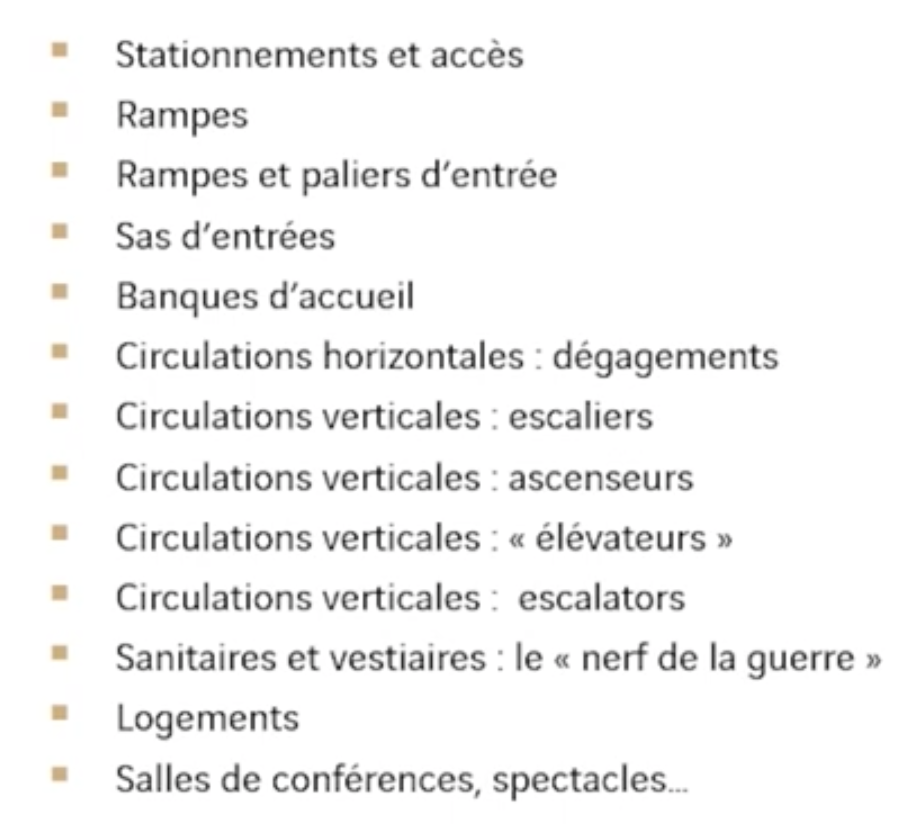 Stationnements et accès
Rampes
Rampes et paliers d’entrée
Sas d’entrées
Banques d’accueil
Circulations horizontales : dégagements
Circulations verticales : escaliers
Circulations verticales : ascenseurs
Circulations verticales : « élévateurs »
Circulations verticales :  escalators
Sanitaires et vestiaires : le « nerf de la guerre »
Logements
Salles de conférences, spectacles…